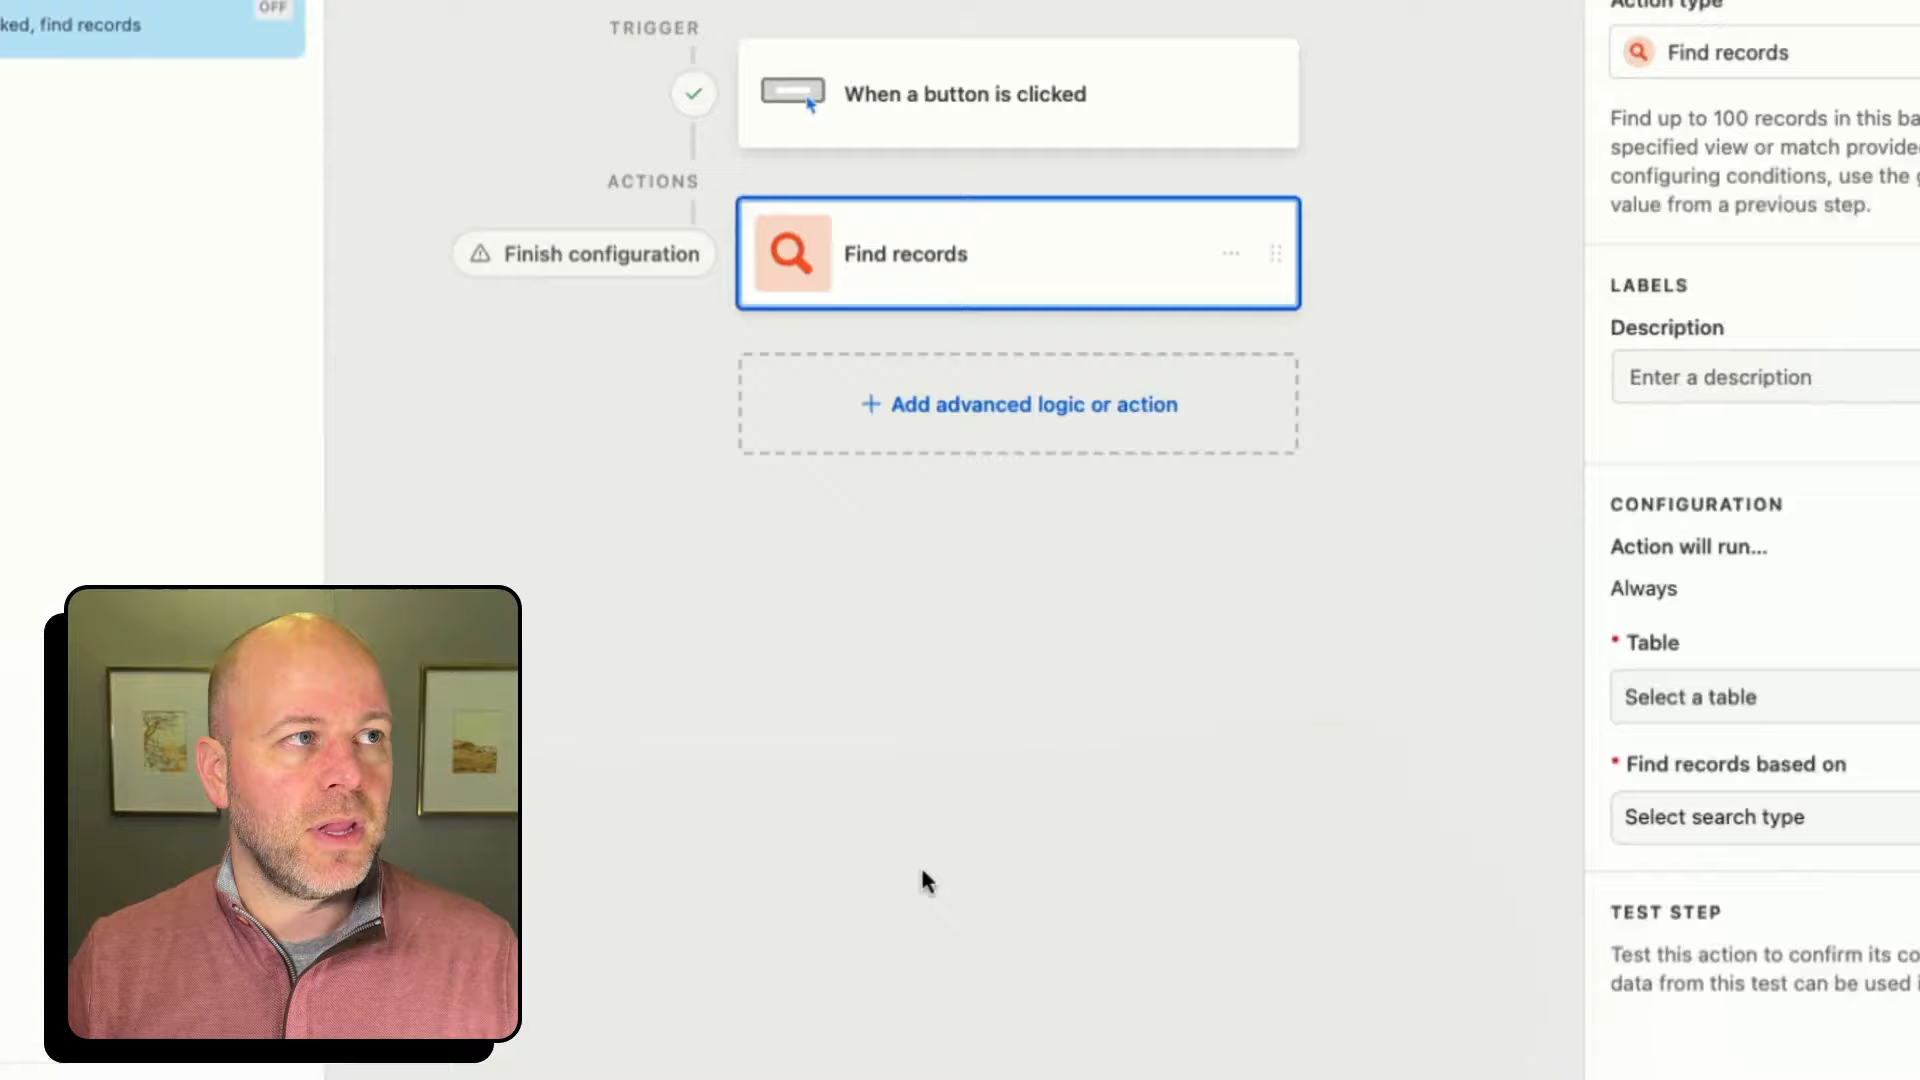 OFF
ked, find records
TRIGGER
When a button is clicked
ACTIONS
Finish configuration
Find records
+ Add advanced logic or action
Action type
Find records
Find up to 100 records in this ba
specified view or match provide
configuring conditions, use the g
value from a previous step.
LABELS
Description
Enter a description
CONFIGURATION
Action will run...
Always
* Table
Select a table
* Find records based on
Select search type
TEST STEP
Test this action to confirm its co
data from this test can be used i